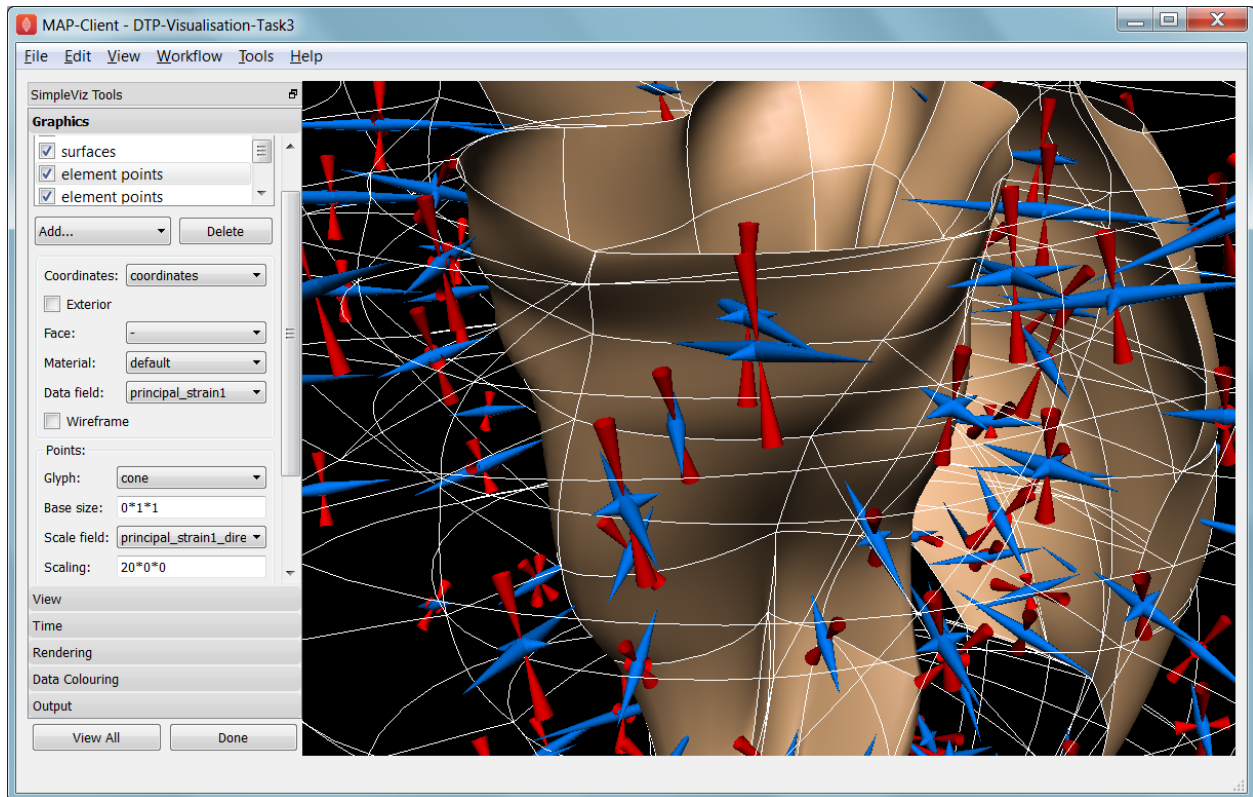 MAP-Client - DTP-Visualisation-Task3
File Edit View Workflow Tools Help
SimpleViz Tools
Graphics
surfaces
element points
element points
Add... Delete
Coordinates: coordinates
Exterior
Face: -
Material: default
Data field: principal_strain1
Wireframe
Points:
Glyph: cone
Base size: 0*1*1
Scale field: principal_strain1_dire
Scaling: 20*0*0
View
Time
Rendering
Data Colouring
Output
View All Done